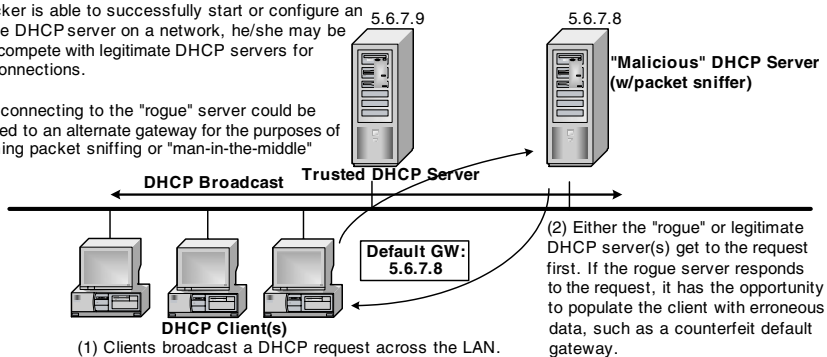 ker is able to successfully start or configure an
e DHCP server on a network, he/she may be
compete with legitimate DHCP servers for
onnections.
connecting to the "rogue" server could be
ed to an alternate gateway for the purposes of
ing packet sniffing or "man-in-the-middle"
5.6.7.9
5.6.7.8
"Malicious" DHCP Server
(w/packet sniffer)
Trusted DHCP Server
DHCP Broadcast
Default GW:
5.6.7.8
DHCP Client(s)
(1) Clients broadcast a DHCP request across the LAN.
(2) Either the "rogue" or legitimate
DHCP server(s) get to the request
first. If the rogue server responds
to the request, it has the opportunity
to populate the client with erroneous
data, such as a counterfeit default
gateway.